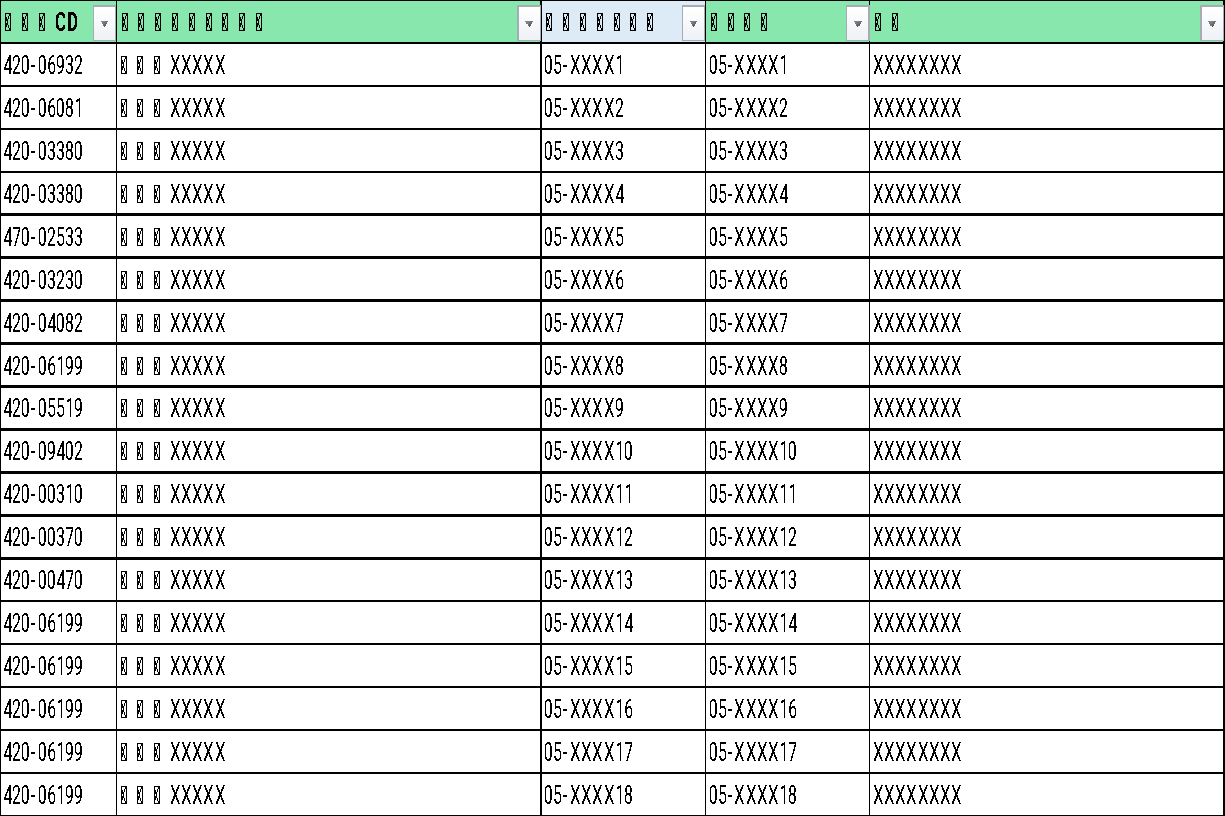 CD
420-06932 XXXXX 05-XXXX1 05-XXXX1 XXXXXXXX
420-06081 XXXXX 05-XXXX2 05-XXXX2 XXXXXXXX
420-03380 XXXXX 05-XXXX3 05-XXXX3 XXXXXXXX
420-03380 XXXXX 05-XXXX4 05-XXXX4 XXXXXXXX
470-02533 XXXXX 05-XXXX5 05-XXXX5 XXXXXXXX
420-03230 XXXXX 05-XXXX6 05-XXXX6 XXXXXXXX
420-04082 XXXXX 05-XXXX7 05-XXXX7 XXXXXXXX
420-06199 XXXXX 05-XXXX8 05-XXXX8 XXXXXXXX
420-05519 XXXXX 05-XXXX9 05-XXXX9 XXXXXXXX
420-09402 XXXXX 05-XXXX10 05-XXXX10 XXXXXXXX
420-00310 XXXXX 05-XXXX11 05-XXXX11 XXXXXXXX
420-00370 XXXXX 05-XXXX12 05-XXXX12 XXXXXXXX
420-00470 XXXXX 05-XXXX13 05-XXXX13 XXXXXXXX
420-06199 XXXXX 05-XXXX14 05-XXXX14 XXXXXXXX
420-06199 XXXXX 05-XXXX15 05-XXXX15 XXXXXXXX
420-06199 XXXXX 05-XXXX16 05-XXXX16 XXXXXXXX
420-06199 XXXXX 05-XXXX17 05-XXXX17 XXXXXXXX
420-06199 XXXXX 05-XXXX18 05-XXXX18 XXXXXXXX